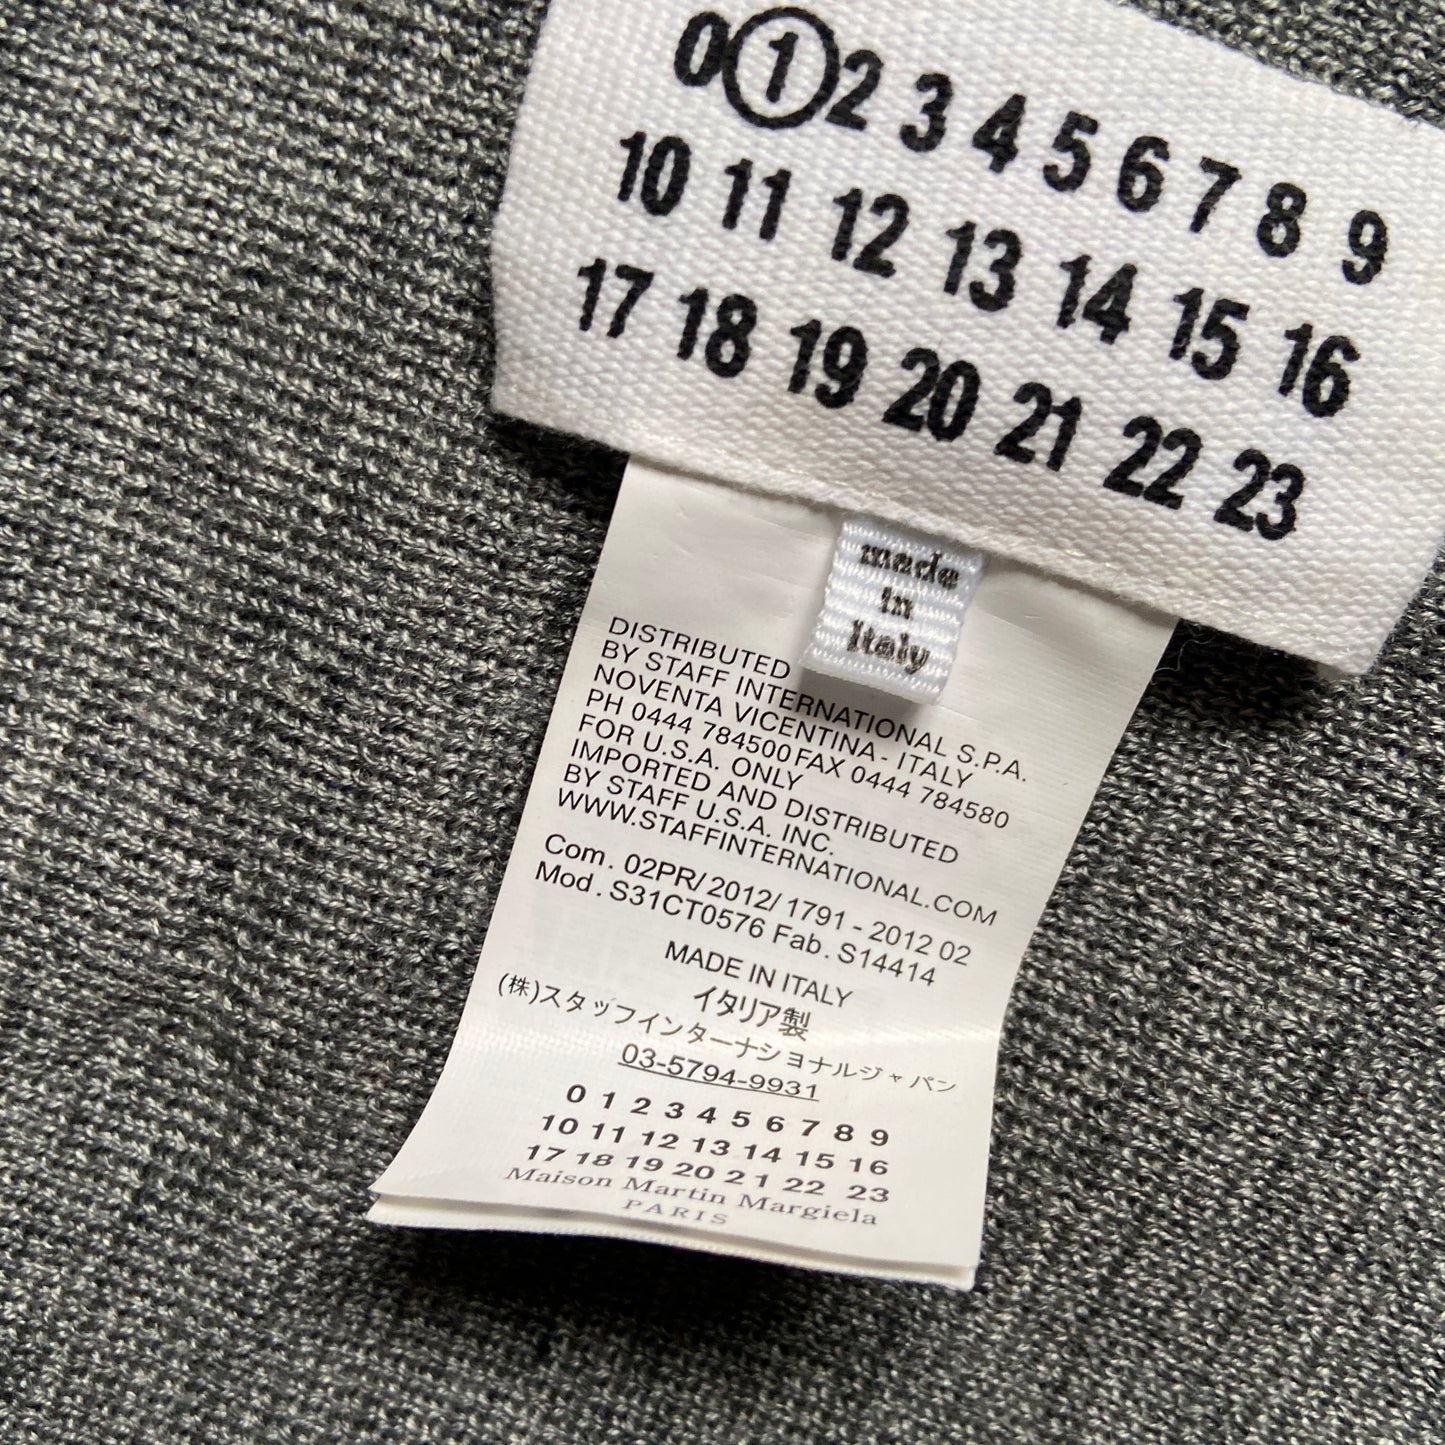 0 1 2 3 4 5 6 7 8 9
10 11 12 13 14 15 16
17 18 19 20 21 22 23
made
in
Italy
DISTRIBUTED
BY STAFF INTERNATIONAL S.P.A.
NOVENTA VICENTINA - ITALY
PH 0444 784500 FAX 0444 784580
FOR U.S.A. ONLY
IMPORTED AND DISTRIBUTED
BY STAFF U.S.A. INC.
WWW.STAFFINTERNATIONAL.COM
Com. 02PR/2012/1791 - 2012 02
Mod. S31CT0576 Fab. S14414
MADE IN ITALY
イタリア製
(株)スタッフインターナショナルジャパン
03-5794-9931
0 1 2 3 4 5 6 7 8 9
10 11 12 13 14 15 16
17 18 19 20 21 22 23
Maison Martin Margiela
PARIS